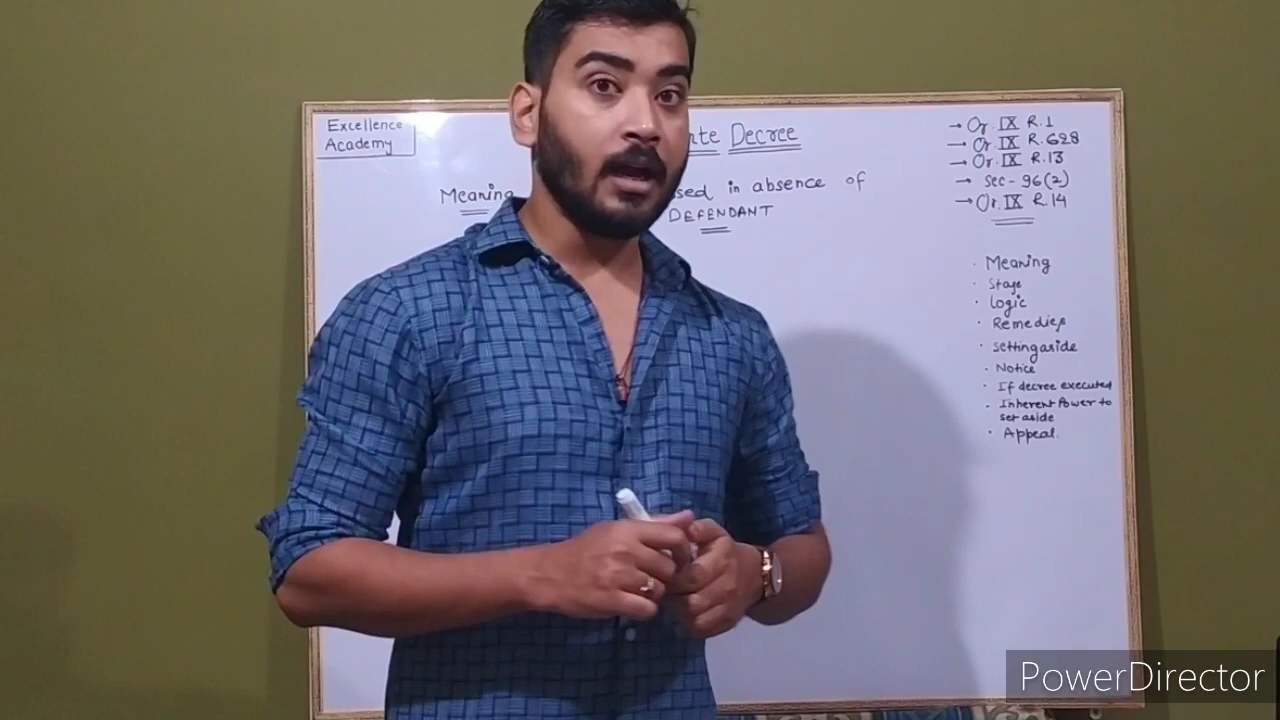 Excellence
Academy
rte Decree
Meaning sed in absence of
DEFENDANT
→ Or. IX R.1
→ Or. IX R.6&8
→ Or. IX R.13
→ Sec-96(2)
→ Or. IX R.14
· Meaning
· Stage
· Logic
· Remedies
· Setting aside
· Notice
· If decree executed
· Inherent Power to
set aside
· Appeal.
PowerDirector